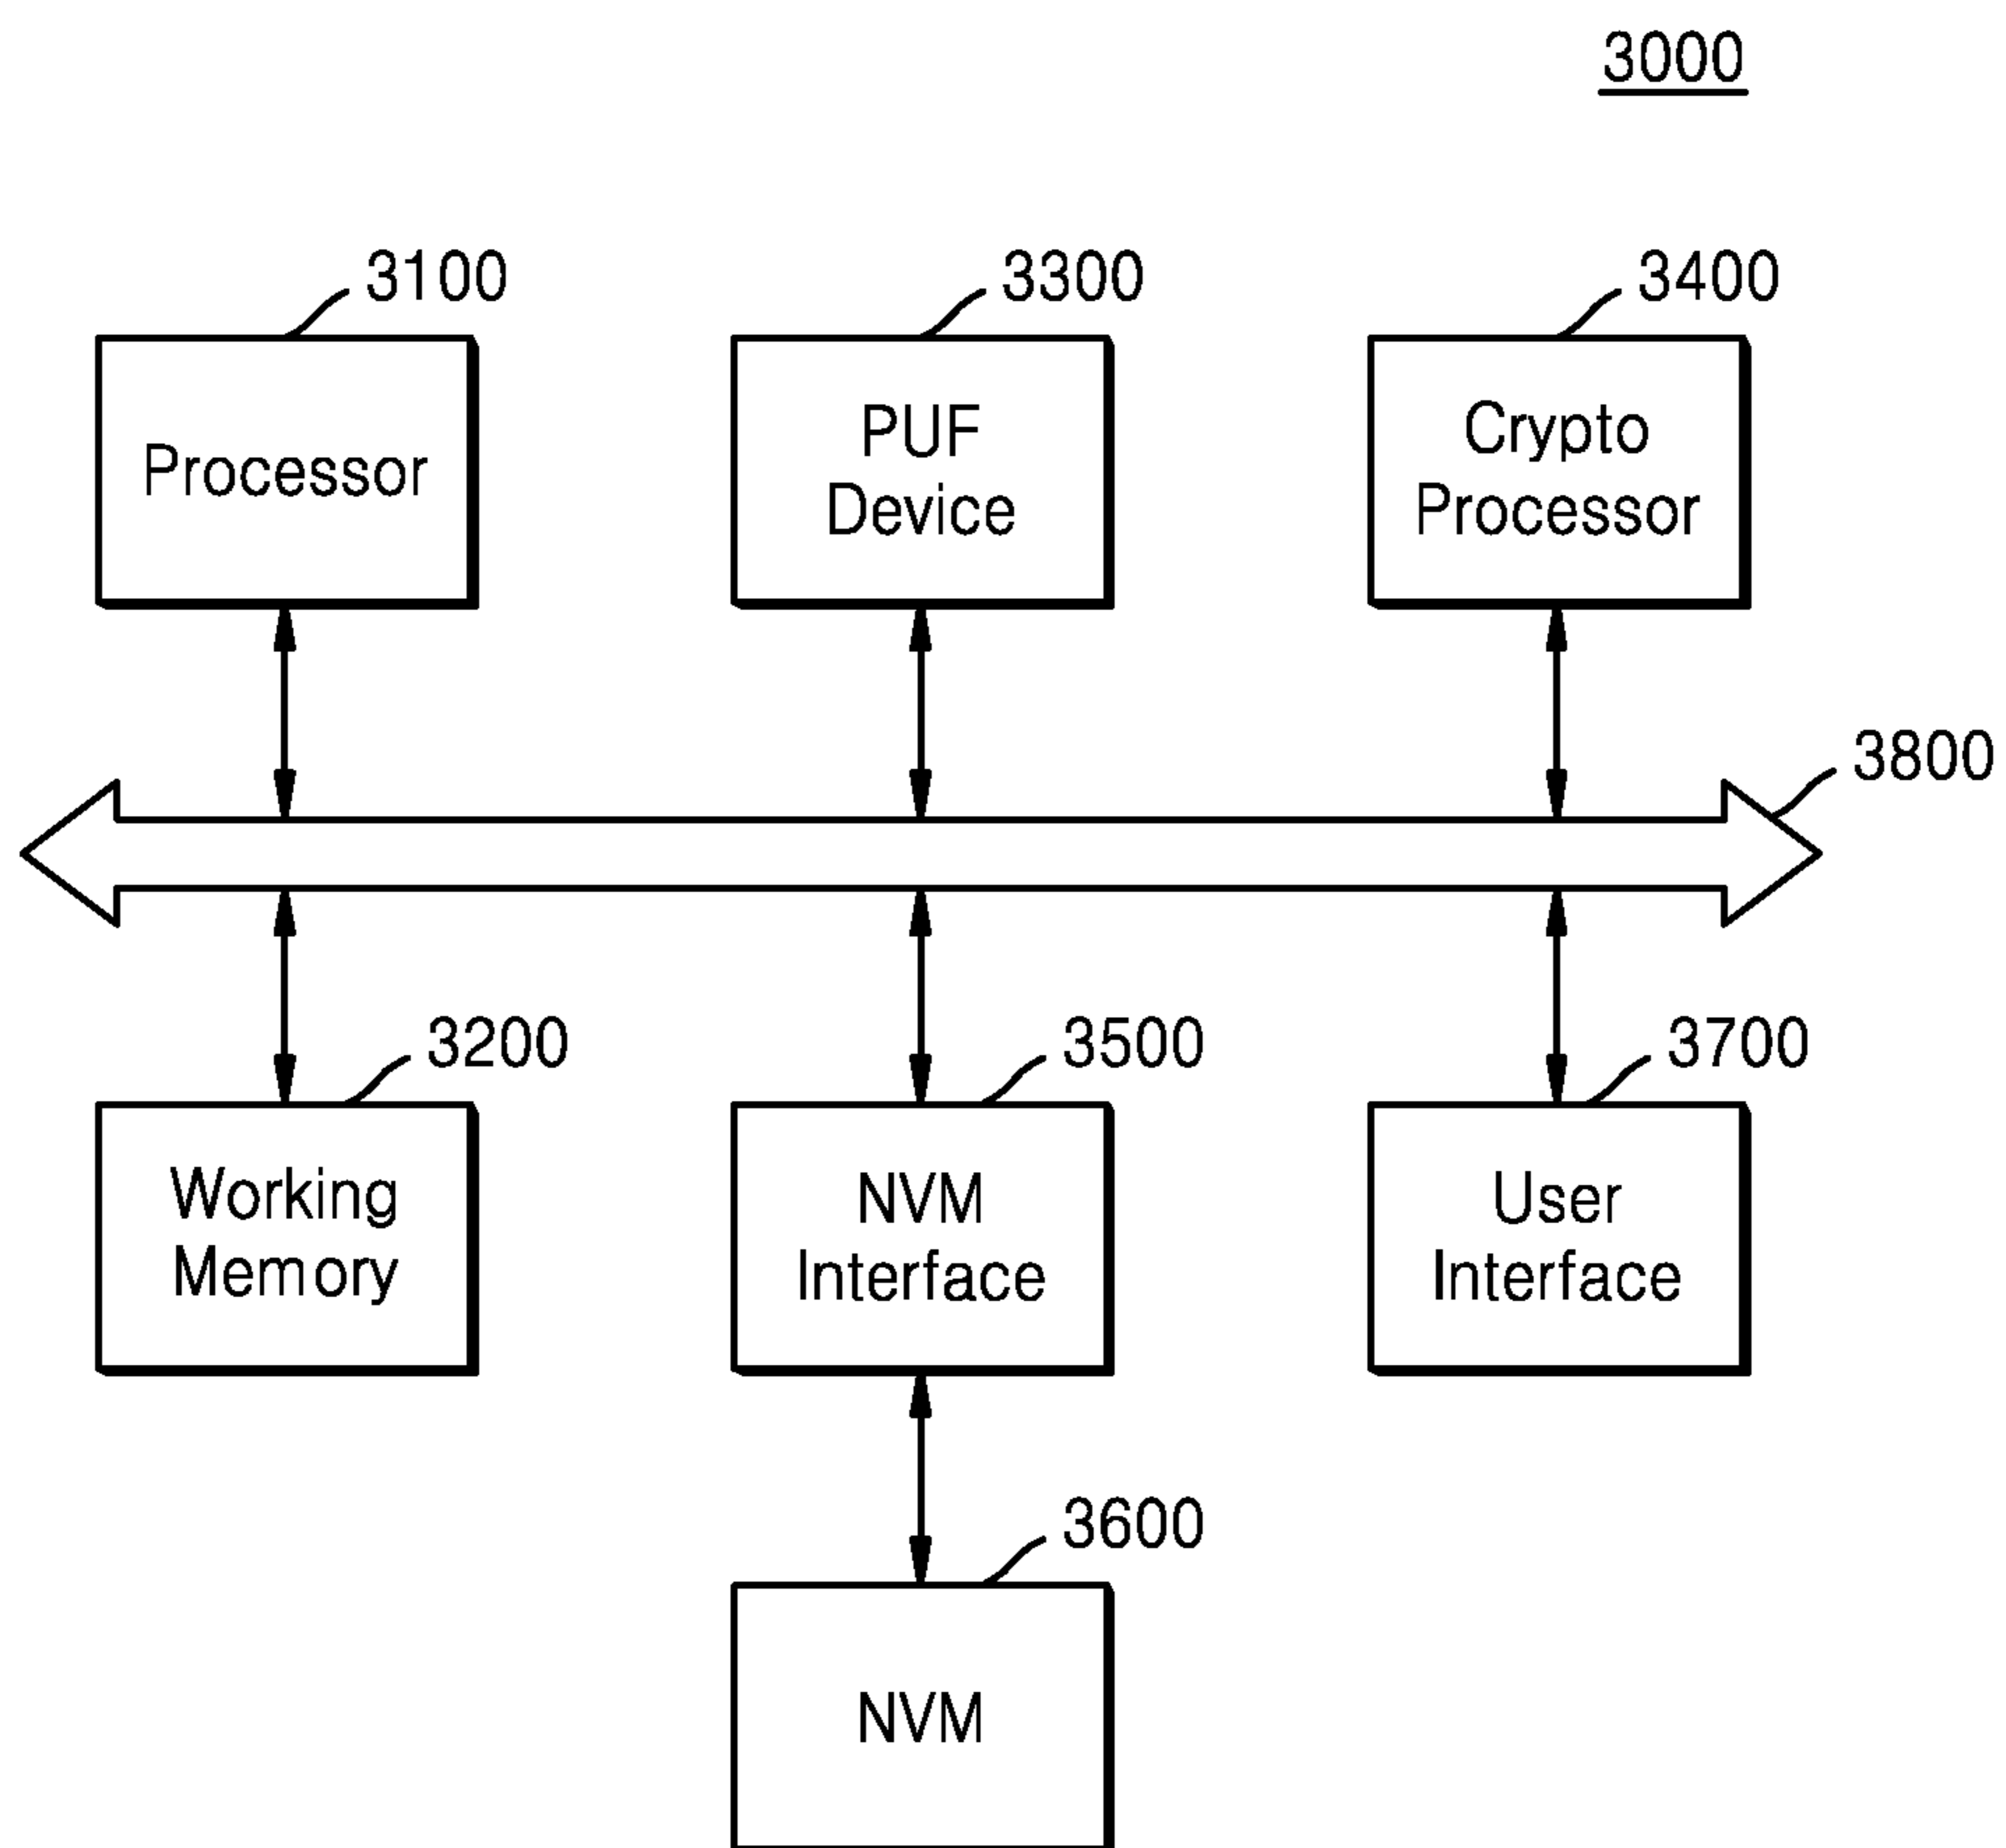 3000
3100
3300
3400
Processor
PUF
Device
Crypto
Processor
3800
3200
3500
3700
Working
Memory
NVM
Interface
User
Interface
3600
NVM